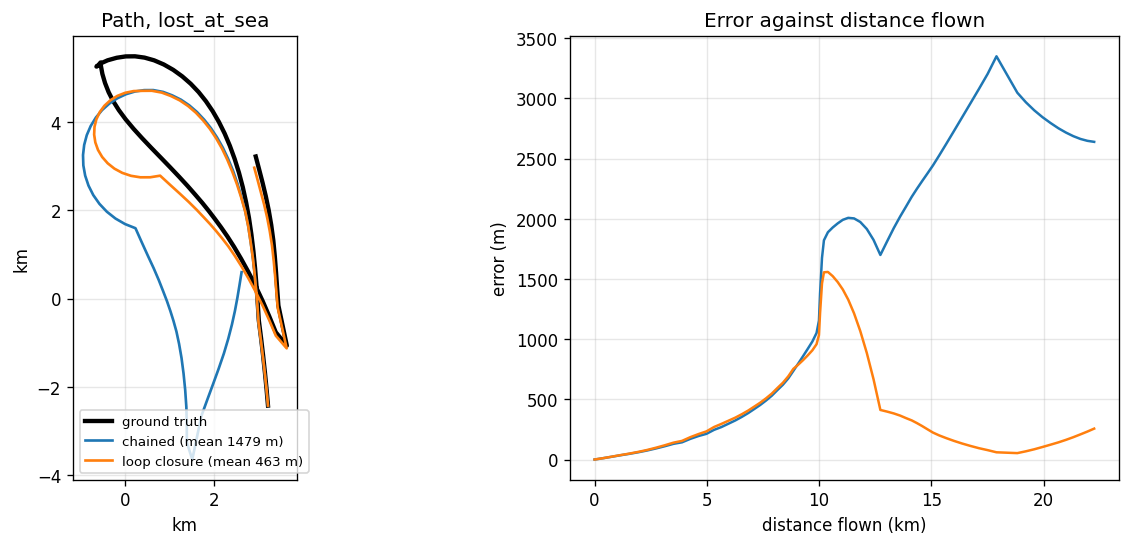 Path, lost_at_sea
4
2
0
−2
−4
km
0
2
km
ground truth
chained (mean 1479 m)
loop closure (mean 463 m)
Error against distance flown
3500
3000
2500
2000
1500
1000
500
0
error (m)
0
5
10
15
20
distance flown (km)